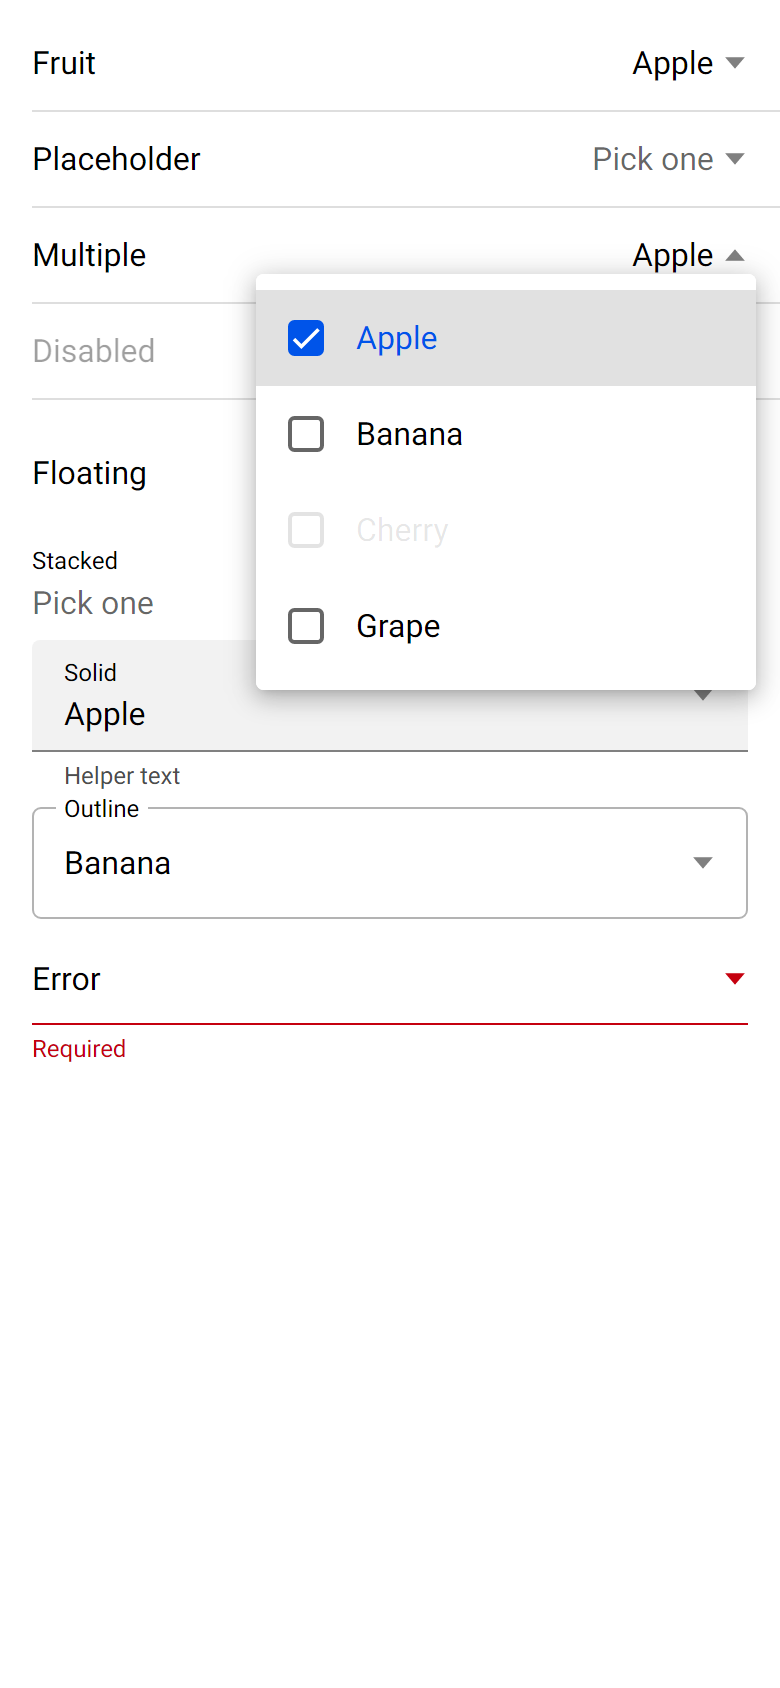 Fruit Apple
Placeholder Pick one
Multiple Apple
Apple
Disabled
Banana
Floating
Cherry
Stacked
Pick one
Grape
Solid
Apple
Helper text
Outline
Banana
Error
Required